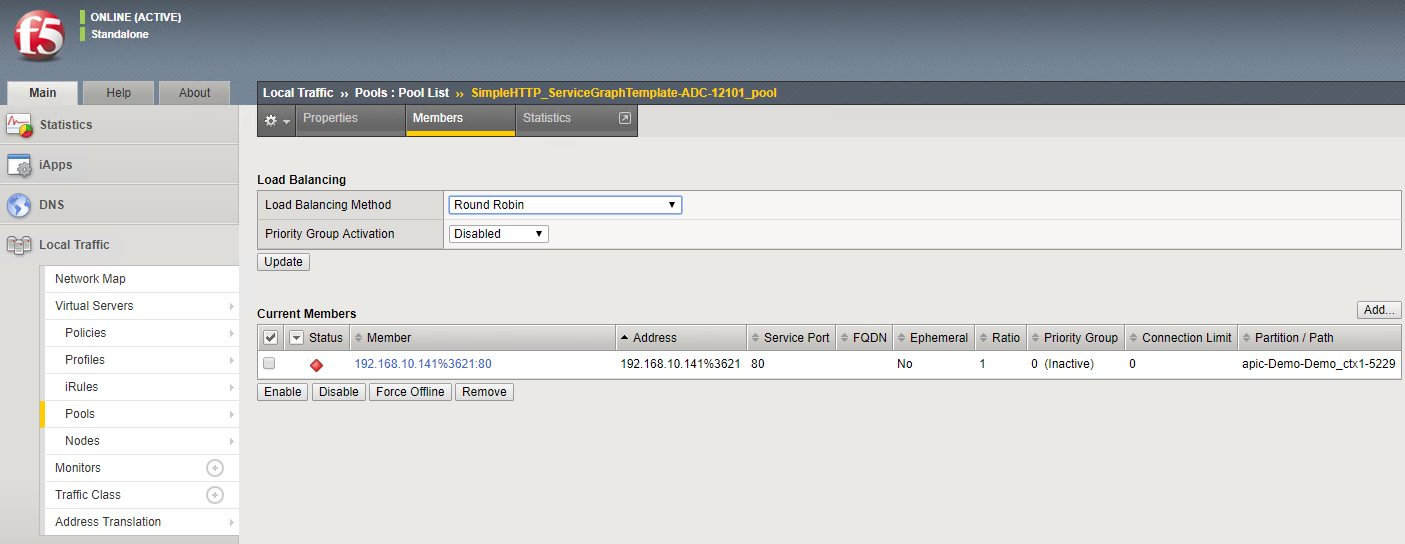 f5
ONLINE (ACTIVE)
Standalone
Main Help About
Local Traffic ›› Pools : Pool List ›› SimpleHTTP_ServiceGraphTemplate-ADC-12101_pool
Properties Members Statistics
Statistics
iApps
DNS
Local Traffic
Network Map
Virtual Servers
Policies
Profiles
iRules
Pools
Nodes
Monitors
Traffic Class
Address Translation
Load Balancing
Load Balancing Method Round Robin
Priority Group Activation Disabled
Update
Current Members Add...
Status Member Address Service Port FQDN Ephemeral Ratio Priority Group Connection Limit Partition / Path
192.168.10.141%3621:80 192.168.10.141%3621 80 No 1 0 (Inactive) 0 apic-Demo-Demo_ctx1-5229
Enable Disable Force Offline Remove